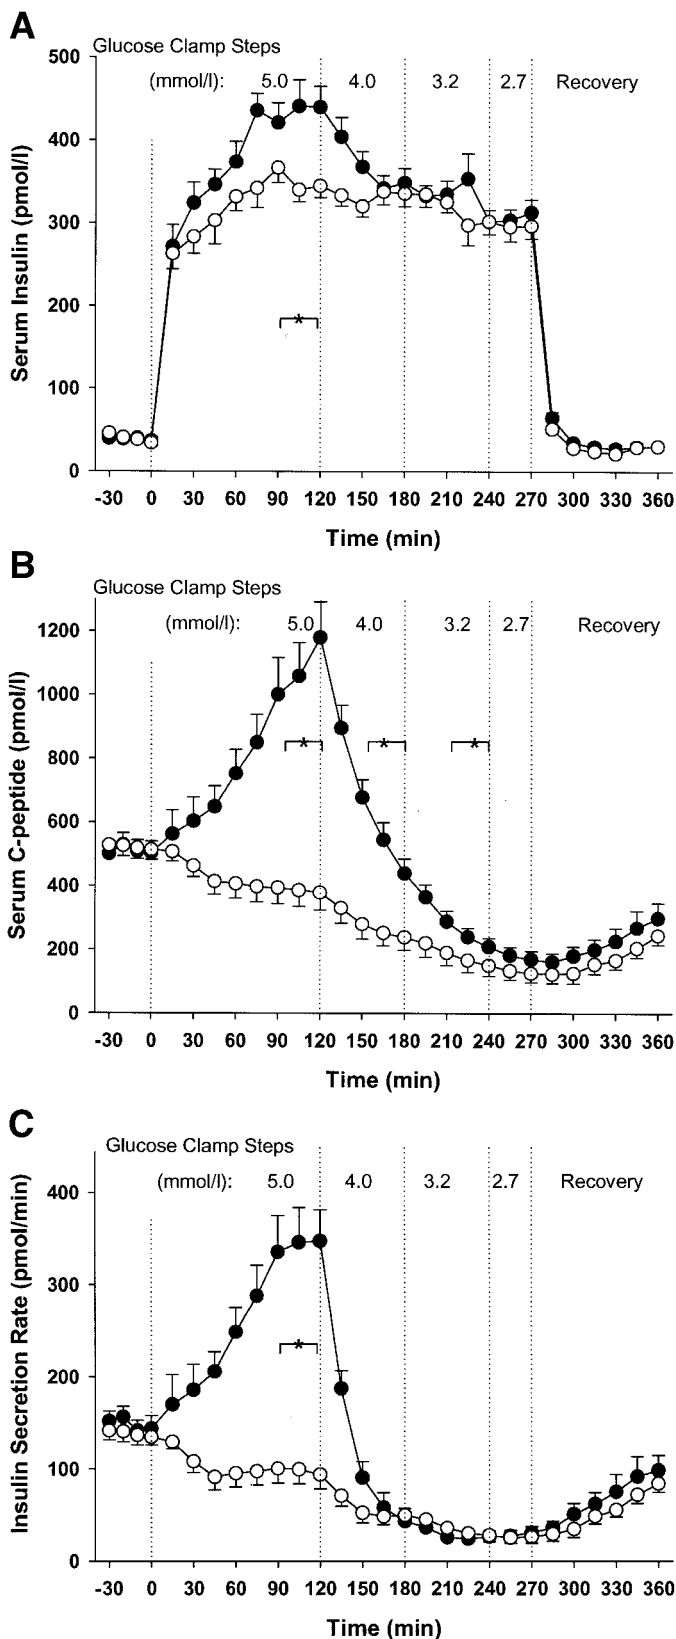 A
Glucose Clamp Steps
(mmol/l): 5.0 4.0 3.2 2.7 Recovery
500
400
300
200
100
0
Serum Insulin (pmol/l)
*
-30 0 30 60 90 120 150 180 210 240 270 300 330 360
Time (min)
B
Glucose Clamp Steps
(mmol/l): 5.0 4.0 3.2 2.7 Recovery
1200
1000
800
600
400
200
0
Serum C-peptide (pmol/l)
* * *
-30 0 30 60 90 120 150 180 210 240 270 300 330 360
Time (min)
C
Glucose Clamp Steps
(mmol/l): 5.0 4.0 3.2 2.7 Recovery
400
300
200
100
0
Insulin Secretion Rate (pmol/min)
*
-30 0 30 60 90 120 150 180 210 240 270 300 330 360
Time (min)